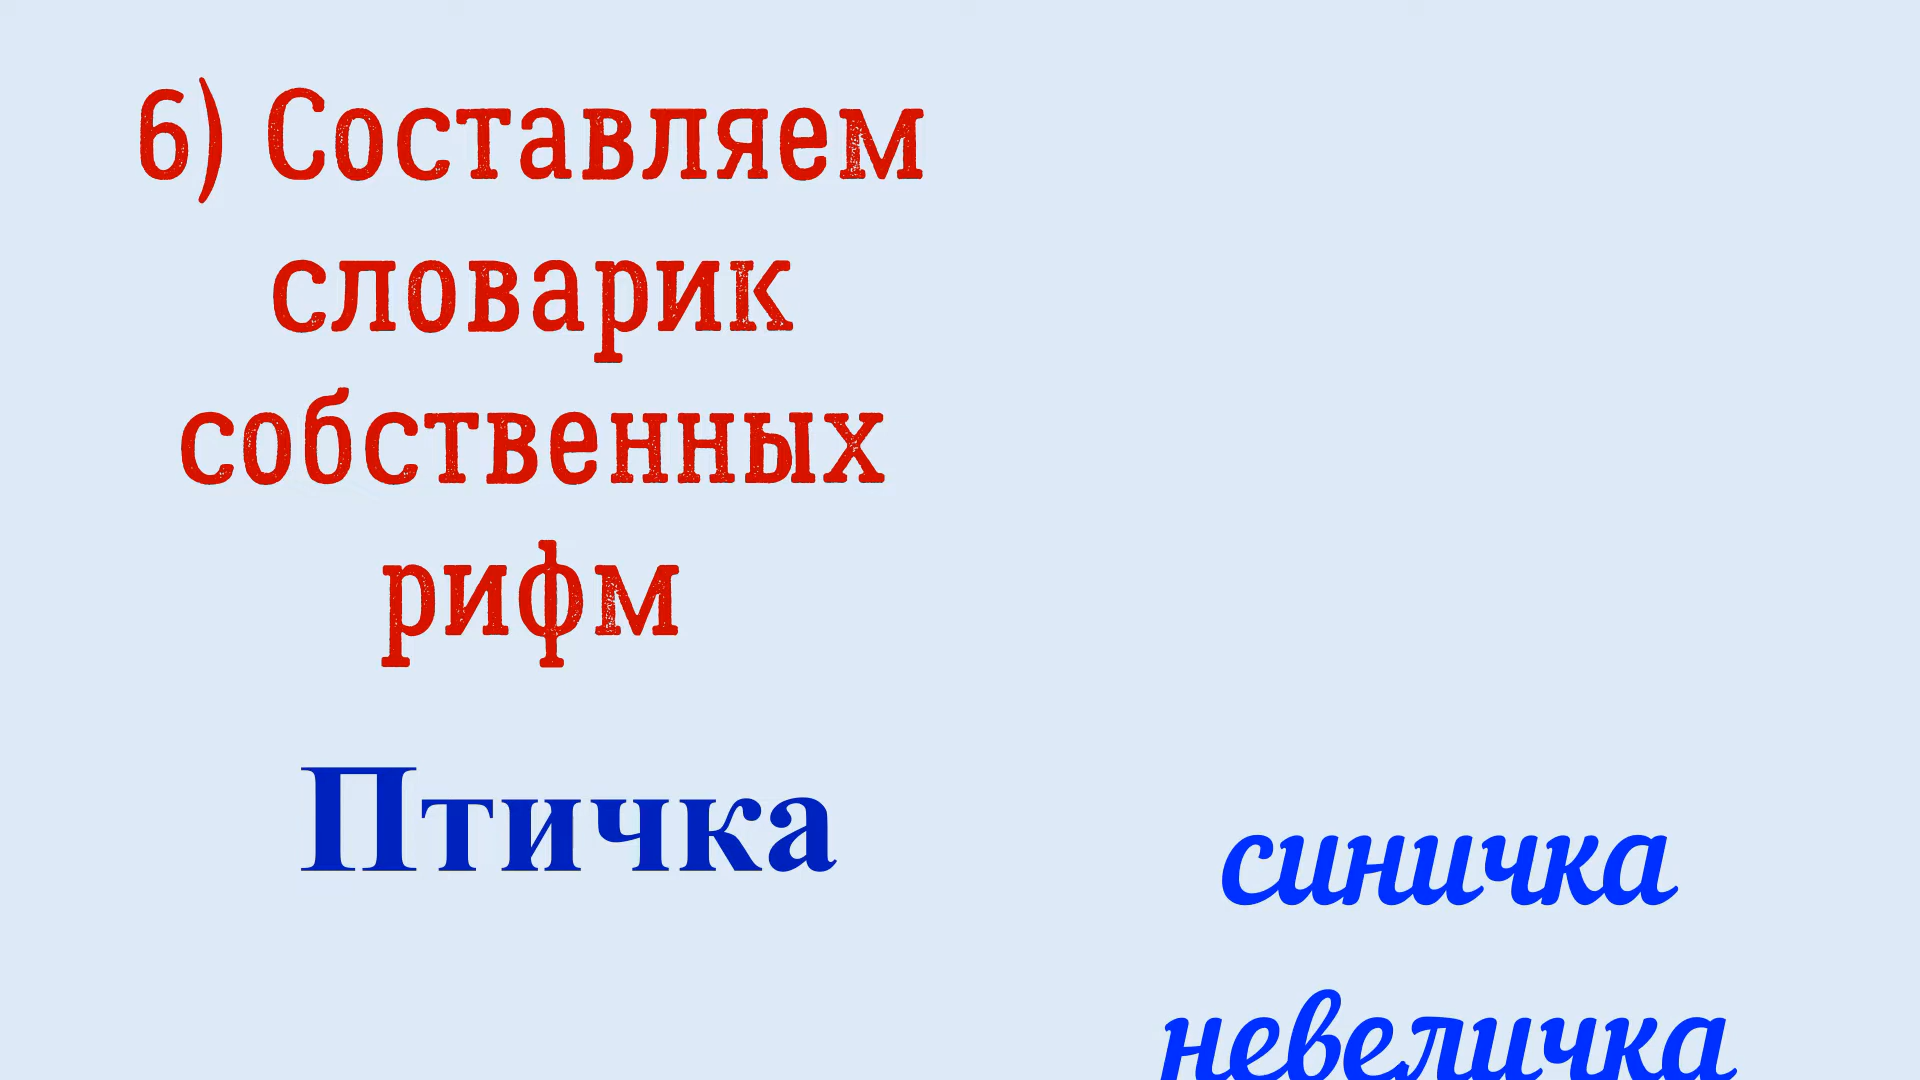 6) Составляем
словарик
собственных
рифм
Птичка
синичка
невеличка